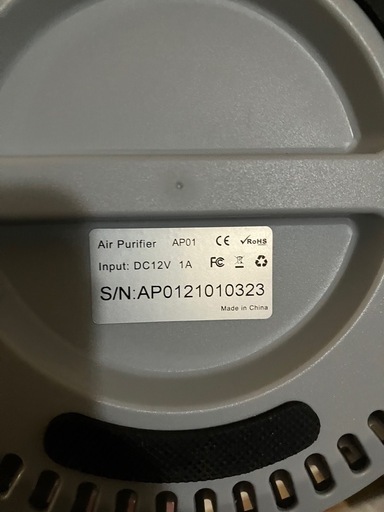 Air Purifier AP01 CE ✓RoHS
Input: DC12V 1A FC
S/N:AP0121010323
Made in China